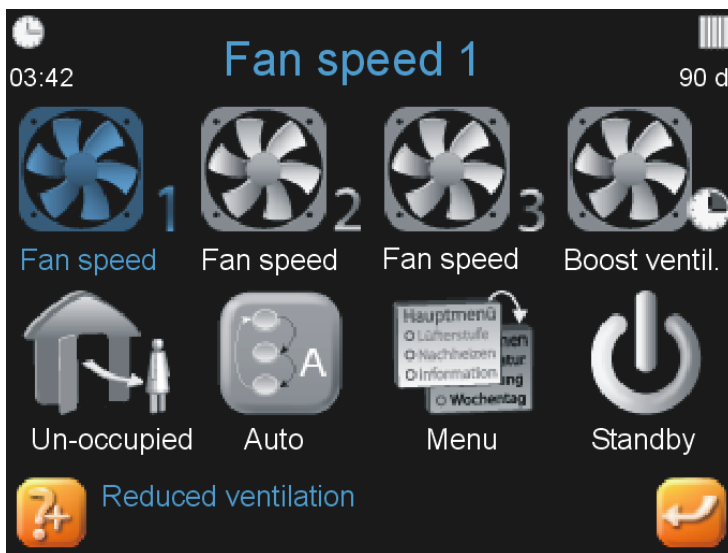 Fan speed 1
03:42
90 d
1
2
3
Fan speed
Fan speed
Fan speed
Boost ventil.
Hauptmenü
Lüfterstufe
Nachheizen
Information
Wochentag
A
Un-occupied
Auto
Menu
Standby
?+
Reduced ventilation